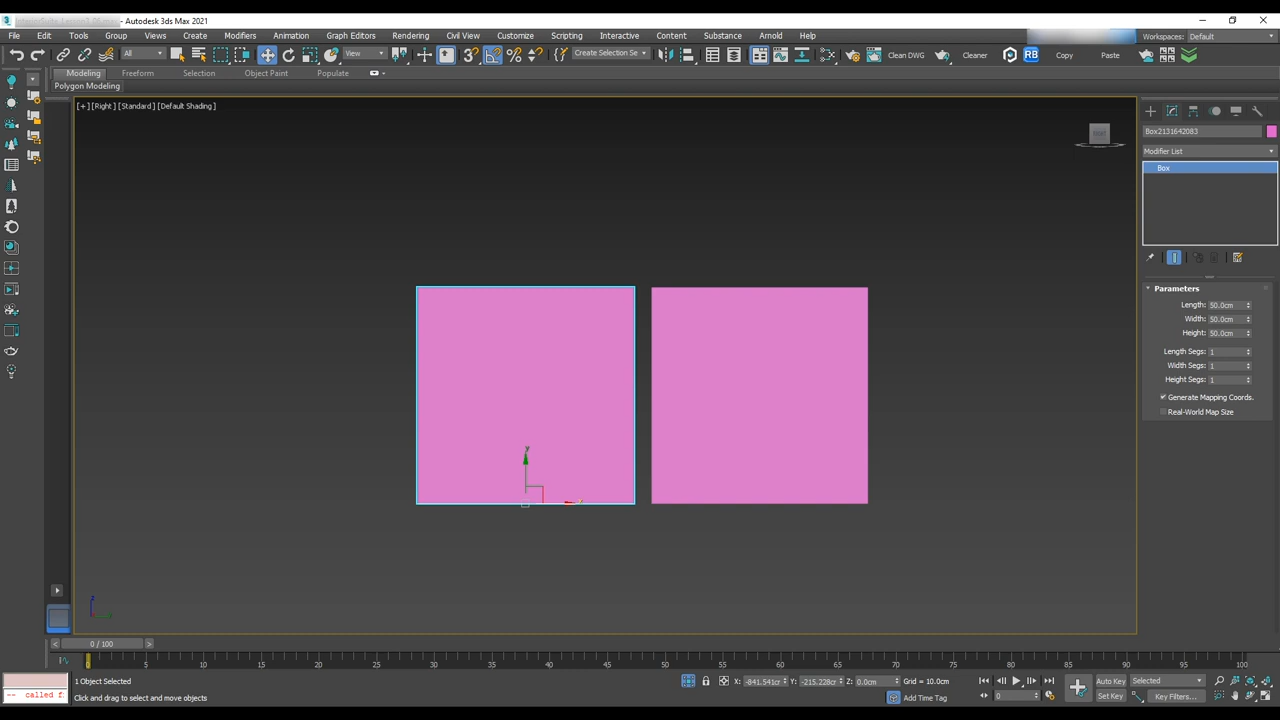 - Autodesk 3ds Max 2021
File Edit Tools Group Views Create Modifiers Animation Graph Editors Rendering Civil View Customize Scripting Interactive Content Substance Arnold Help Workspaces: Default
All View Create Selection Se Clean DWG Cleaner RB Copy Paste
Modeling Freeform Selection Object Paint Populate
Polygon Modeling
[+] [Right] [Standard] [Default Shading]
Box2131642083
Modifier List
Box
Parameters
Length: 50.0cm
Width: 50.0cm
Height: 50.0cm
Length Segs: 1
Width Segs: 1
Height Segs: 1
Generate Mapping Coords.
Real-World Map Size
y
z
< 0 / 100 >
0 5 10 15 20 25 30 35 40 45 50 55 60 65 70 75 80 85 90 95 100
1 Object Selected X: -841.541cm Y: -215.228cm Z: 0.0cm Grid = 10.0cm Auto Key Selected
-- called f: Click and drag to select and move objects Add Time Tag 0 Set Key Key Filters...